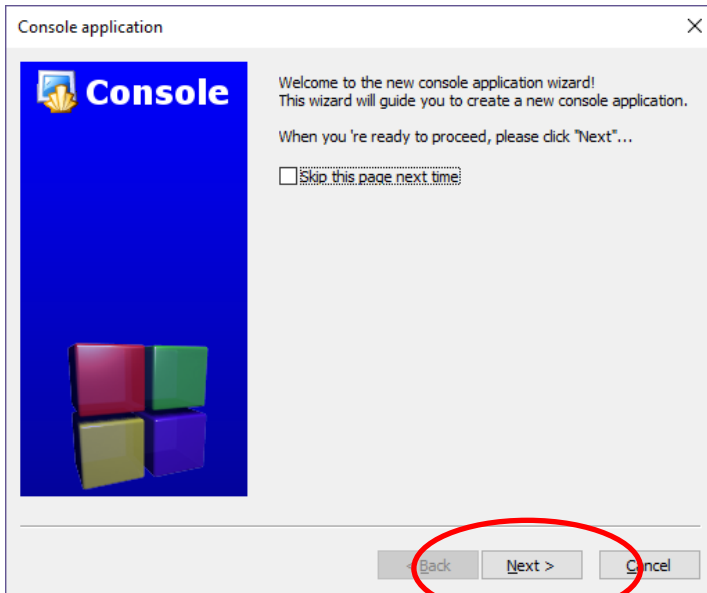 Console application
Console
Welcome to the new console application wizard!
This wizard will guide you to create a new console application.
When you 're ready to proceed, please click "Next"...
Skip this page next time
< Back
Next >
Cancel